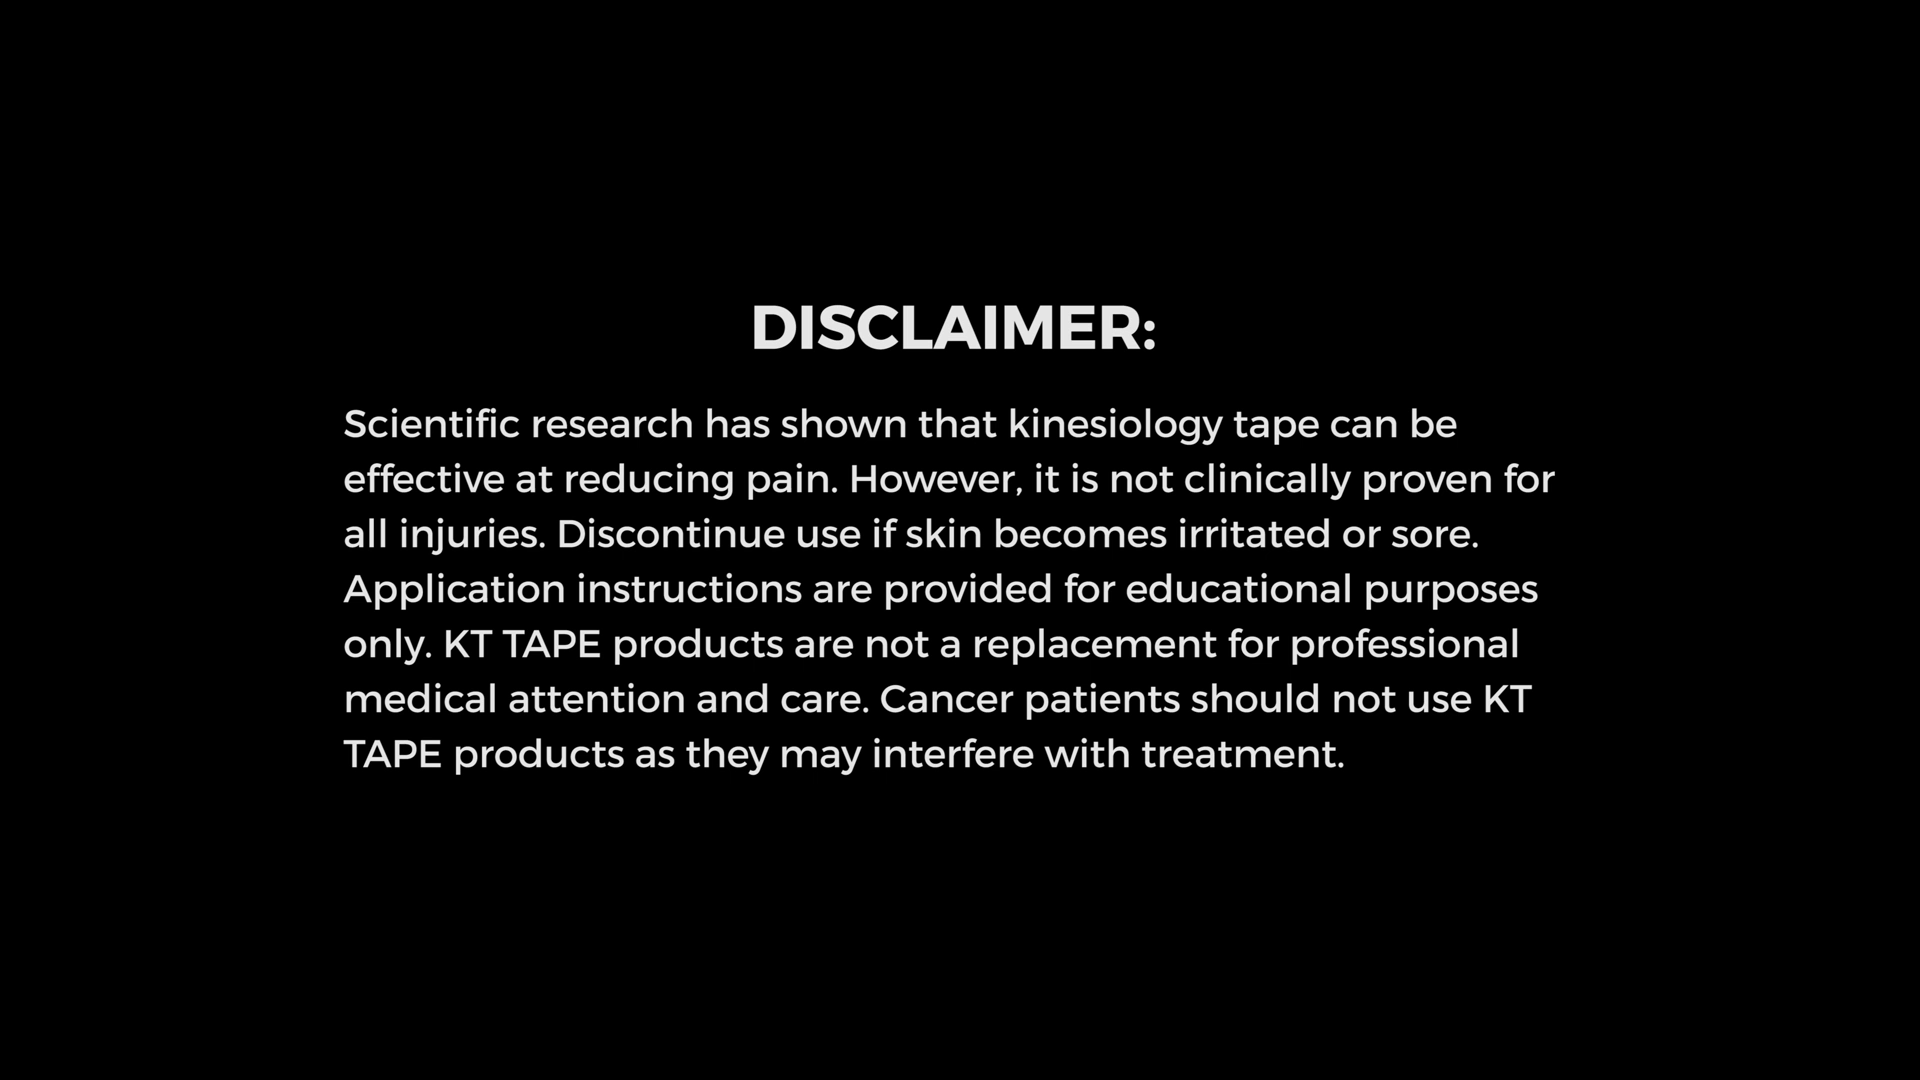 DISCLAIMER:
Scientific research has shown that kinesiology tape can be
effective at reducing pain. However, it is not clinically proven for
all injuries. Discontinue use if skin becomes irritated or sore.
Application instructions are provided for educational purposes
only. KT TAPE products are not a replacement for professional
medical attention and care. Cancer patients should not use KT
TAPE products as they may interfere with treatment.